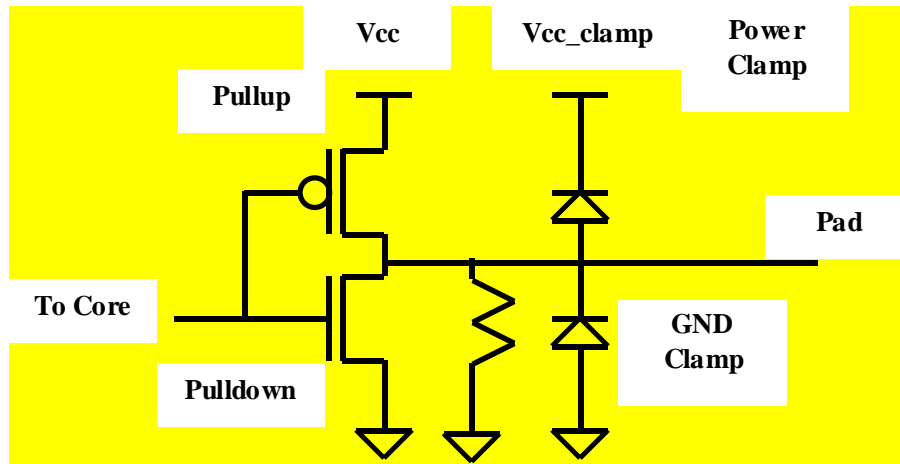 Vcc
Vcc_clamp
Power
Clamp
Pullup
Pad
To Core
GND
Clamp
Pulldown